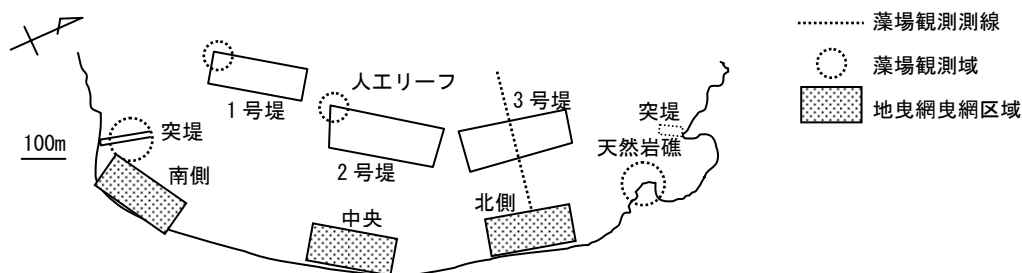 藻場観測測線
藻場観測域
地曳網曳網区域
人工リーフ
1号堤
2号堤
3号堤
突堤
天然岩礁
突堤
100m
南側
中央
北側